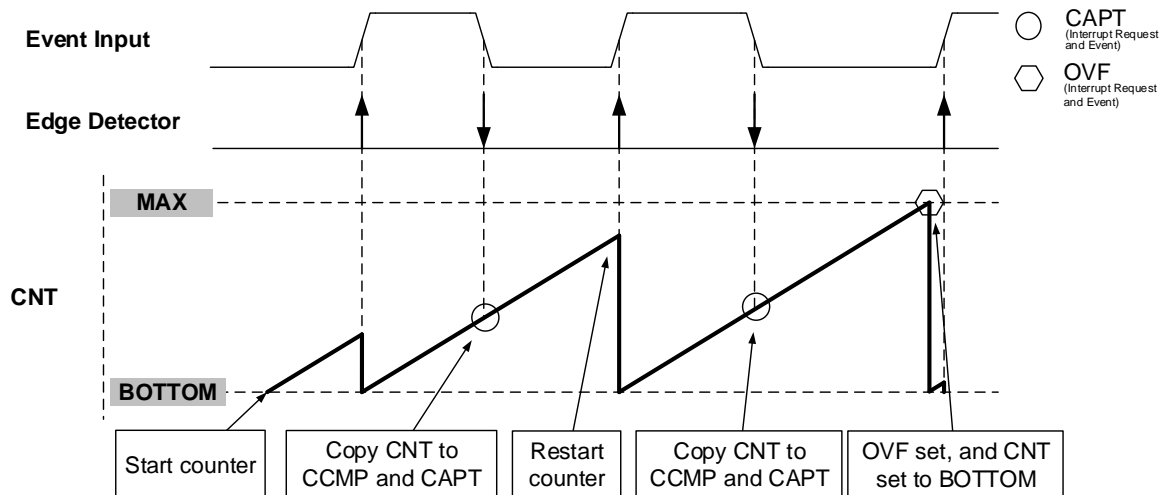 Event Input
CAPT
(Interrupt Request
and Event)
OVF
(Interrupt Request
and Event)
Edge Detector
MAX
CNT
BOTTOM
Start counter
Copy CNT to
CCMP and CAPT
Restart
counter
Copy CNT to
CCMP and CAPT
OVF set, and CNT
set to BOTTOM